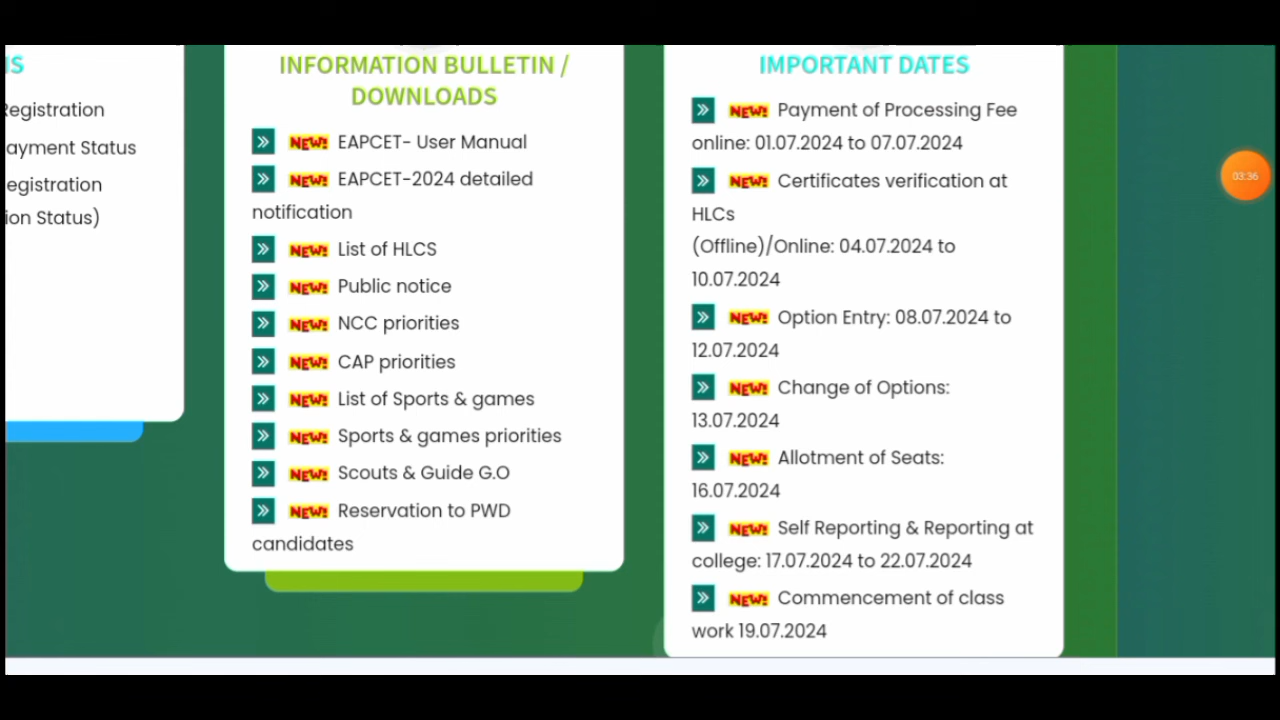 NS
Registration
ayment Status
egistration
ion Status)
INFORMATION BULLETIN /
DOWNLOADS
NEW! EAPCET- User Manual
NEW! EAPCET-2024 detailed
notification
NEW! List of HLCS
NEW! Public notice
NEW! NCC priorities
NEW! CAP priorities
NEW! List of Sports & games
NEW! Sports & games priorities
NEW! Scouts & Guide G.O
NEW! Reservation to PWD
candidates
IMPORTANT DATES
NEW! Payment of Processing Fee
online: 01.07.2024 to 07.07.2024
NEW! Certificates verification at
HLCs
(Offline)/Online: 04.07.2024 to
10.07.2024
NEW! Option Entry: 08.07.2024 to
12.07.2024
NEW! Change of Options:
13.07.2024
NEW! Allotment of Seats:
16.07.2024
NEW! Self Reporting & Reporting at
college: 17.07.2024 to 22.07.2024
NEW! Commencement of class
work 19.07.2024
03:36